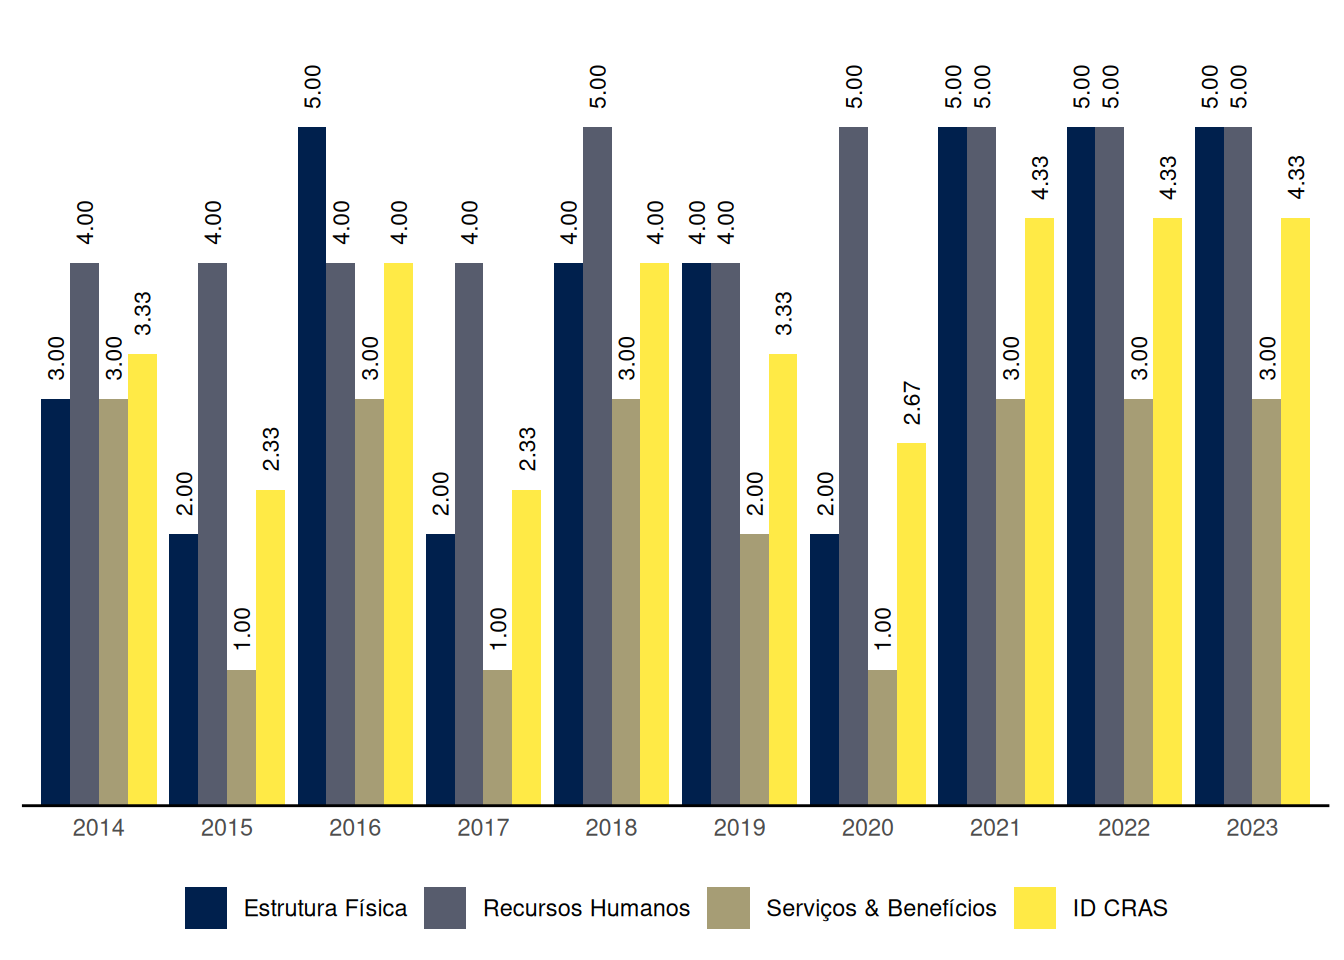 5.00 5.00 5.00 5.00 5.00 5.00 5.00 5.00 5.00
4.33 4.33 4.33
4.00 4.00 4.00 4.00 4.00 4.00 4.00 4.00 4.00
3.33 3.33
3.00 3.00 3.00 3.00 3.00 3.00 3.00
2.67
2.33 2.33
2.00 2.00 2.00 2.00
1.00 1.00 1.00
2014 2015 2016 2017 2018 2019 2020 2021 2022 2023
Estrutura Física Recursos Humanos Serviços & Benefícios ID CRAS